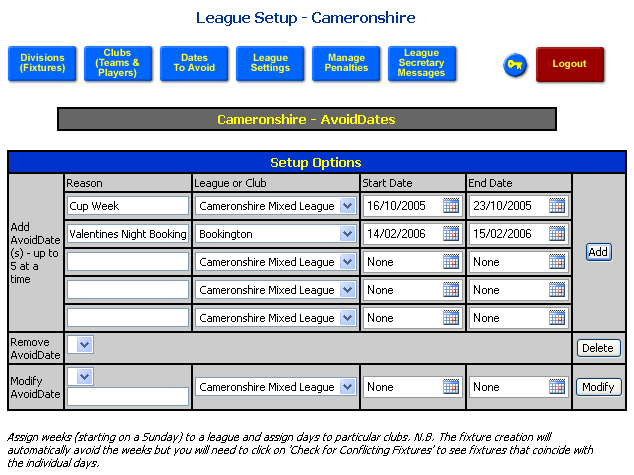 League Setup - Cameronshire
Divisions (Fixtures)
Clubs (Teams & Players)
Dates To Avoid
League Settings
Manage Penalties
League Secretary Messages
Logout
Cameronshire - AvoidDates
Setup Options
Reason League or Club Start Date End Date
Add AvoidDate (s) - up to 5 at a time
Cup Week Cameronshire Mixed League 16/10/2005 23/10/2005
Valentines Night Booking Bookington 14/02/2006 15/02/2006
Cameronshire Mixed League None None
Cameronshire Mixed League None None
Cameronshire Mixed League None None
Add
Remove AvoidDate Delete
Modify AvoidDate Cameronshire Mixed League None None Modify
Assign weeks (starting on a Sunday) to a league and assign days to particular clubs. N.B. The fixture creation will
automatically avoid the weeks but you will need to click on 'Check for Conflicting Fixtures' to see fixtures that coincide with
the individual days.